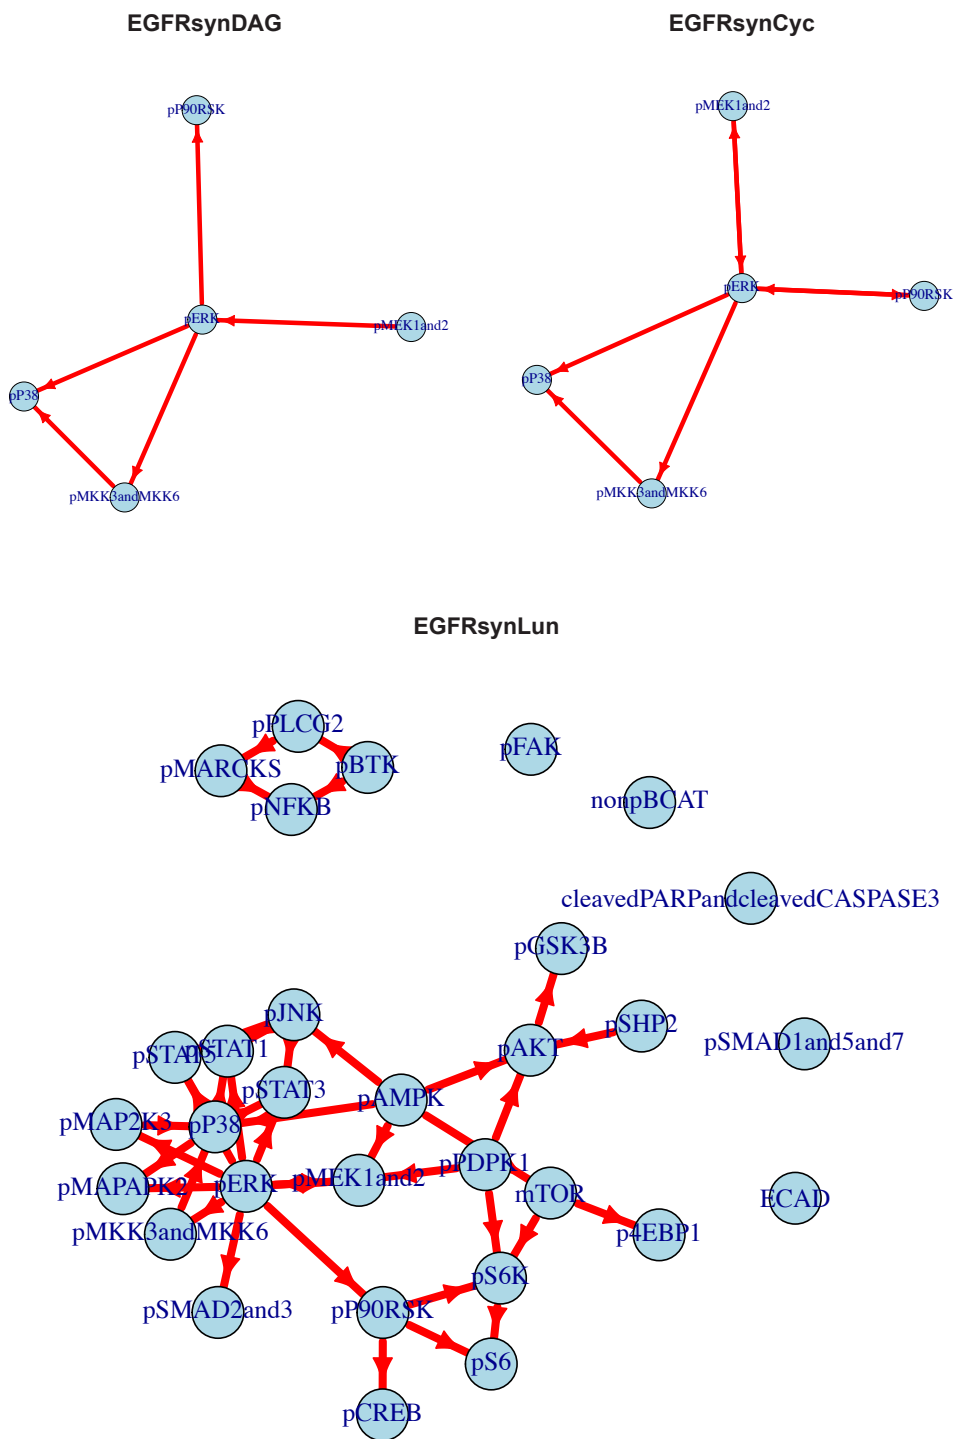 EGFRsynDAG
EGFRsynCyc
pP90RSK
pMEK1and2
pERK
pMEK1and2
pERK
pP90RSK
pP38
pP38
pMKK3andMKK6
pMKK3andMKK6
EGFRsynLun
pPLCG2
pFAK
pMARCKS
pBTK
nonpBCAT
pNFKB
cleavedPARPandcleavedCASPASE3
pGSK3B
pJNK
pSHP2
pSTAT5
pSTAT1
pAKT
pSMAD1and5and7
pSTAT3
pAMPK
pMAP2K3
pP38
pPDPK1
pMAPAPK2
pERK
pMEK1and2
mTOR
ECAD
pMKK3andMKK6
p4EBP1
pS6K
pSMAD2and3
pP90RSK
pS6
pCREB